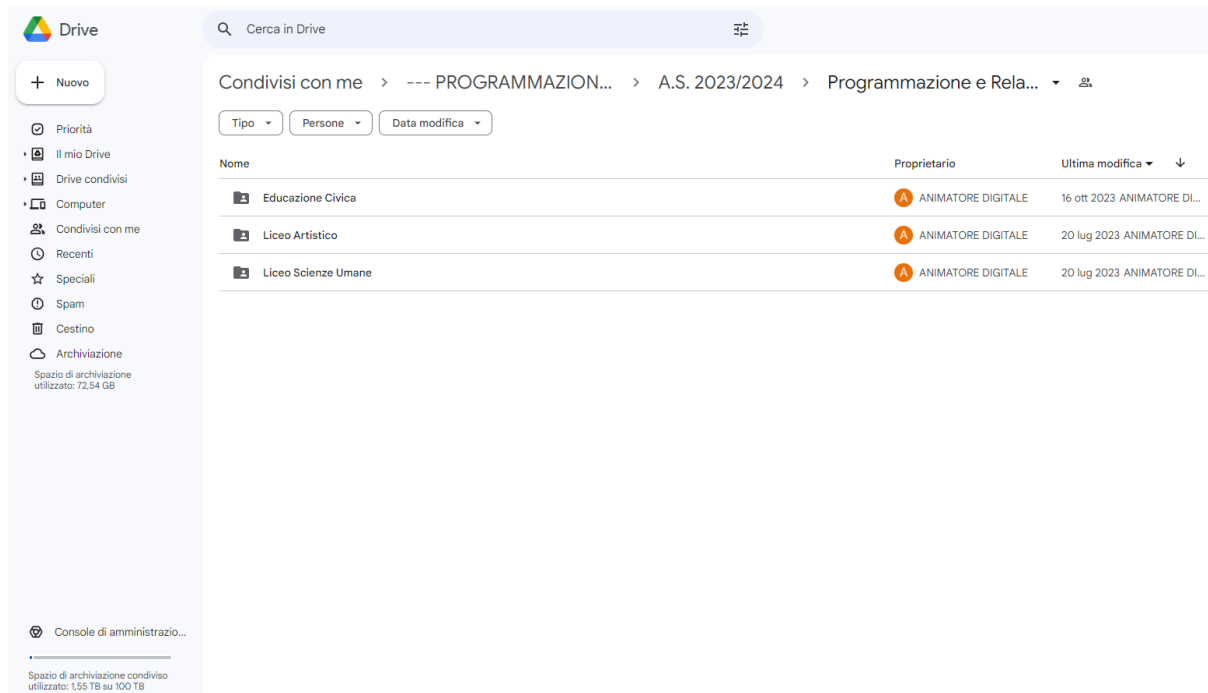 Drive
Cerca in Drive
Nuovo
Condivisi con me > --- PROGRAMMAZION... > A.S. 2023/2024 > Programmazione e Rela...
Tipo Persone Data modifica
Priorità
Il mio Drive
Drive condivisi
Computer
Condivisi con me
Recenti
Speciali
Spam
Cestino
Archiviazione
Spazio di archiviazione
utilizzato: 72,54 GB
Nome Proprietario Ultima modifica
Educazione Civica A ANIMATORE DIGITALE 16 ott 2023 ANIMATORE DI...
Liceo Artistico A ANIMATORE DIGITALE 20 lug 2023 ANIMATORE DI...
Liceo Scienze Umane A ANIMATORE DIGITALE 20 lug 2023 ANIMATORE DI...
Console di amministrazio...
Spazio di archiviazione condiviso
utilizzato: 1,55 TB su 100 TB